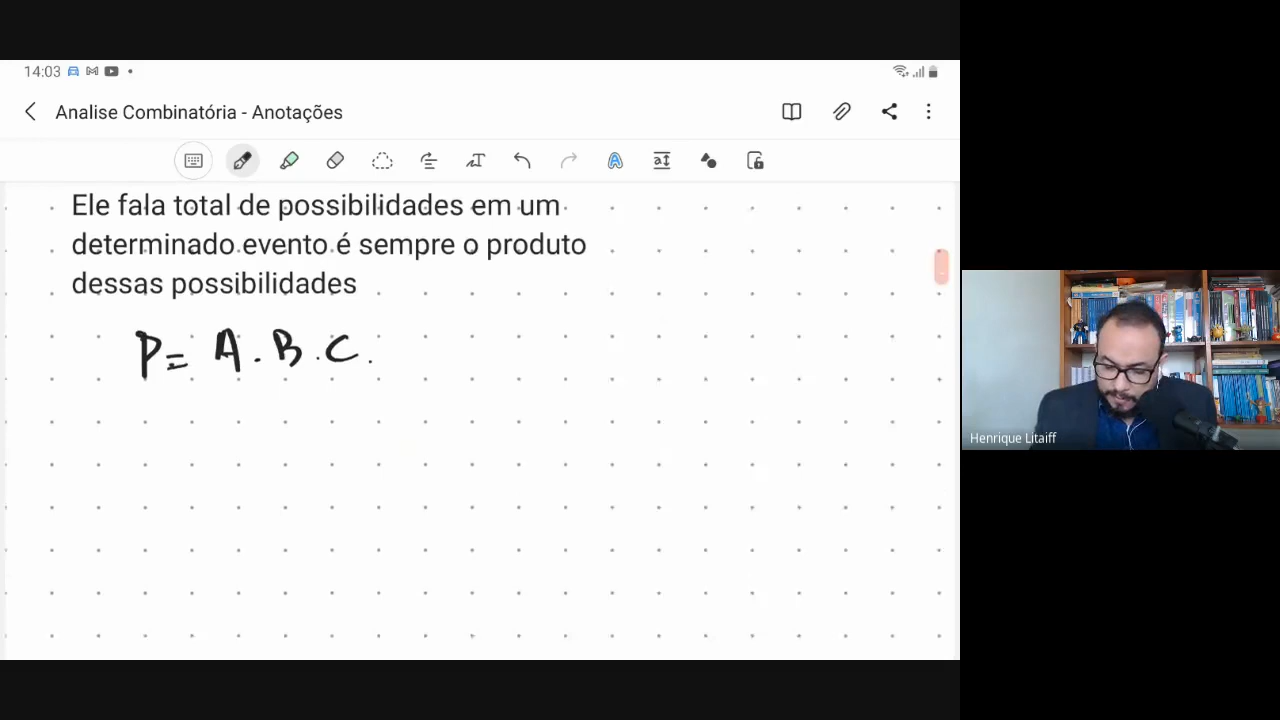 14:03
Analise Combinatória - Anotações
Ele fala total de possibilidades em um
determinado evento é sempre o produto
dessas possibilidades
P= A . B . C .
Henrique Litaiff